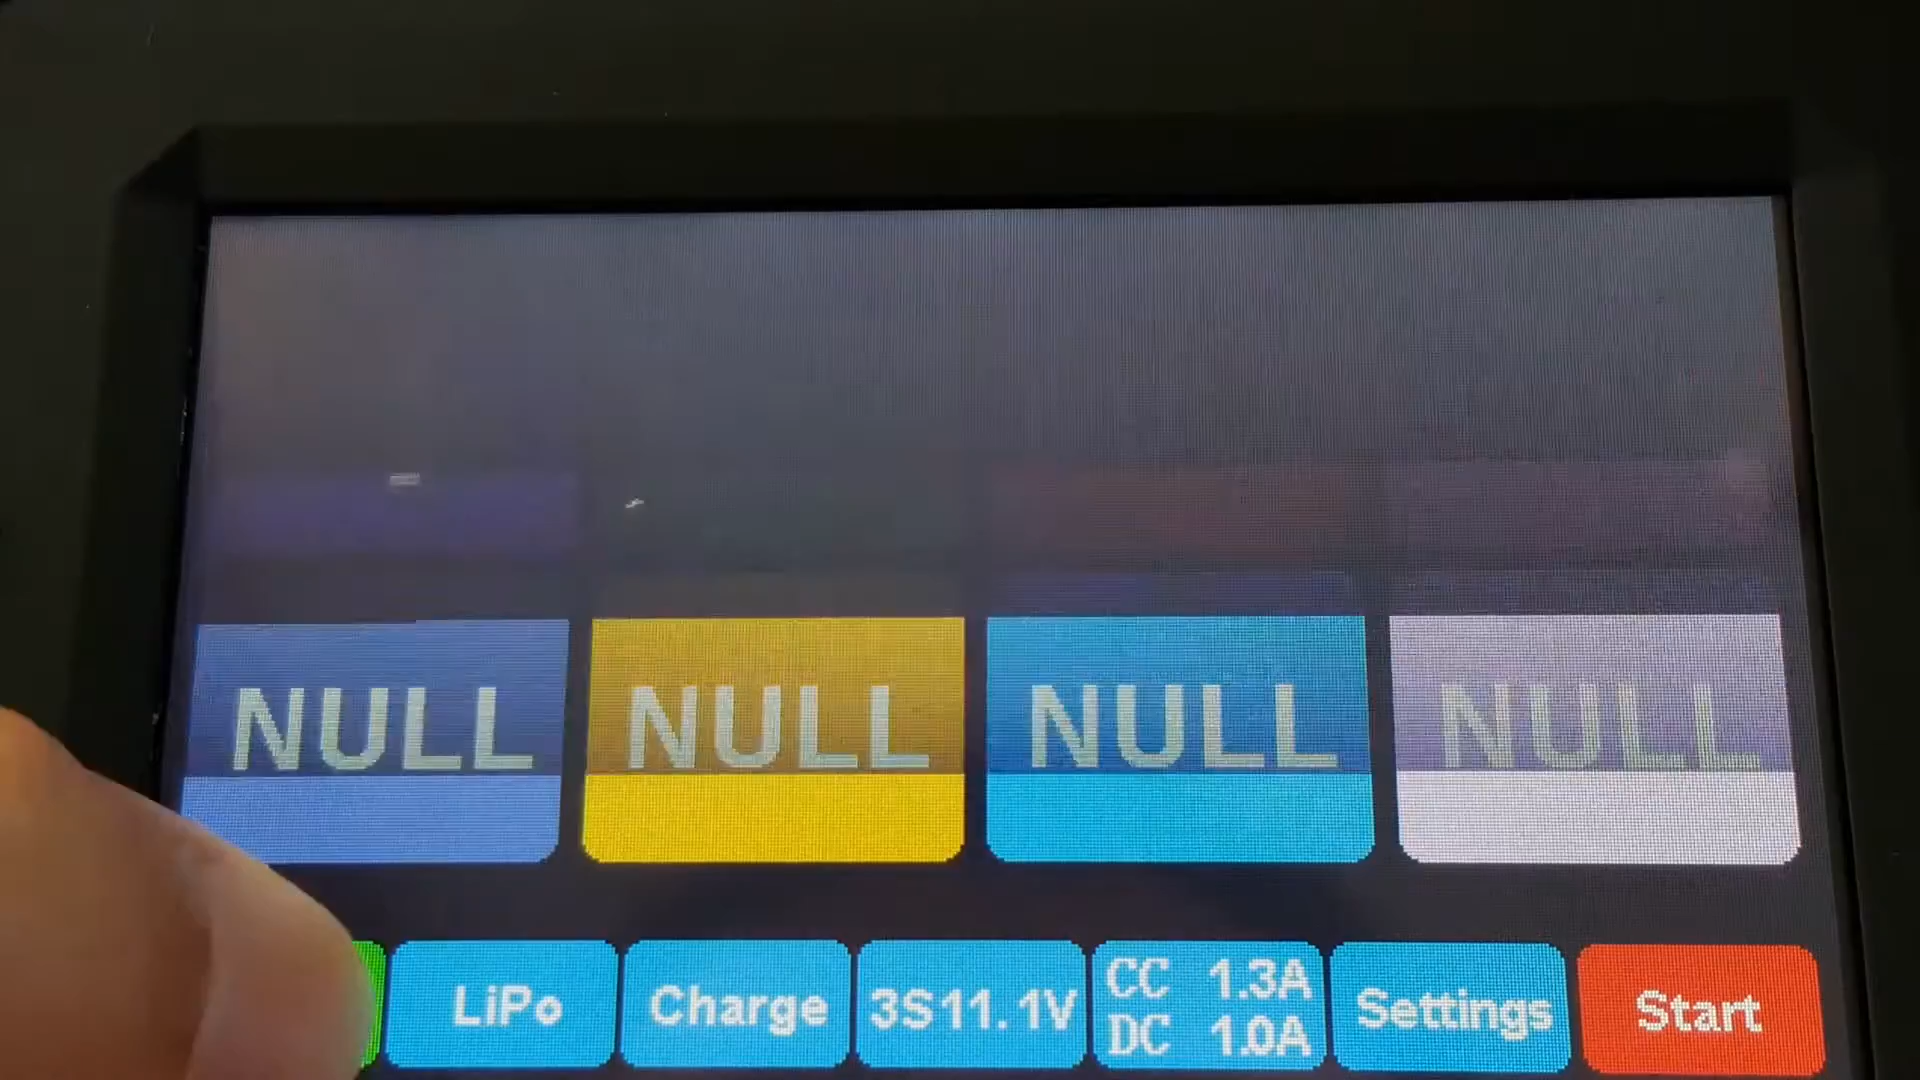 NULL NULL NULL NULL
LiPo Charge 3S11.1V CC 1.3A Settings Start
DC 1.0A